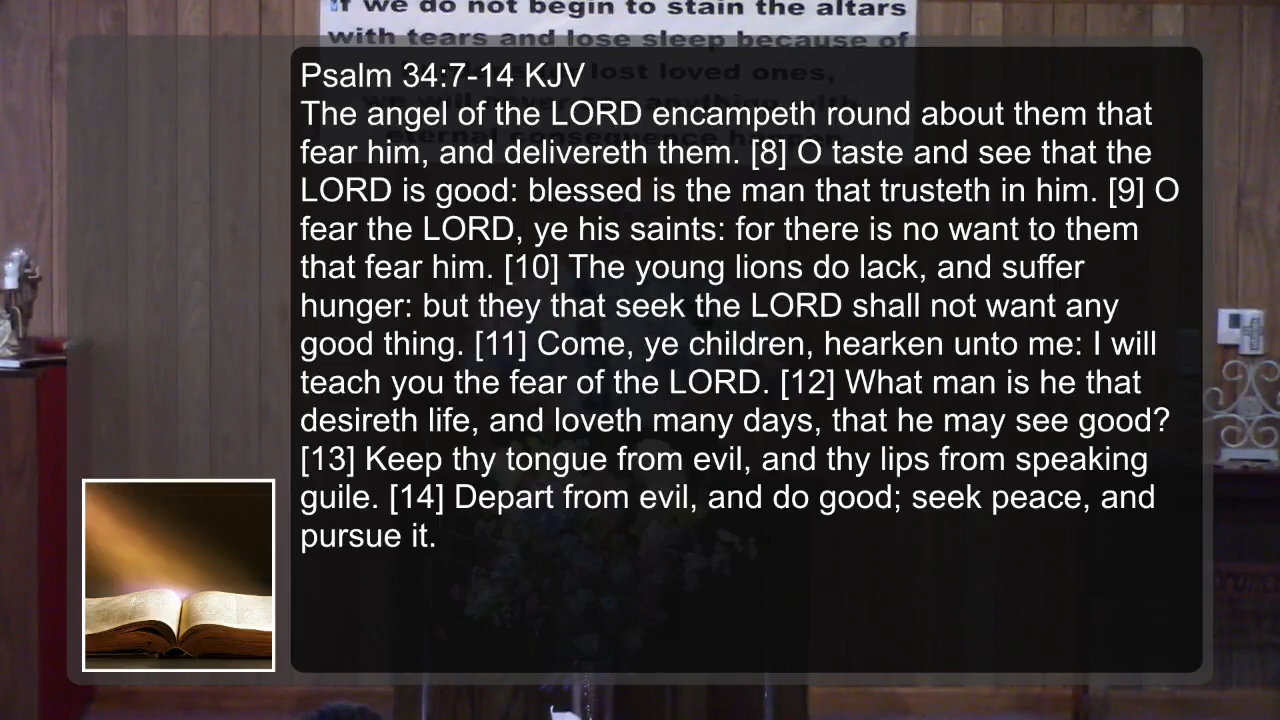 if we do not begin to stain the altars
with tears and lose sleep because of
lost loved ones,
Psalm 34:7-14 KJV
The angel of the LORD encampeth round about them that
fear him, and delivereth them. [8] O taste and see that the
LORD is good: blessed is the man that trusteth in him. [9] O
fear the LORD, ye his saints: for there is no want to them
that fear him. [10] The young lions do lack, and suffer
hunger: but they that seek the LORD shall not want any
good thing. [11] Come, ye children, hearken unto me: I will
teach you the fear of the LORD. [12] What man is he that
desireth life, and loveth many days, that he may see good?
[13] Keep thy tongue from evil, and thy lips from speaking
guile. [14] Depart from evil, and do good; seek peace, and
pursue it.